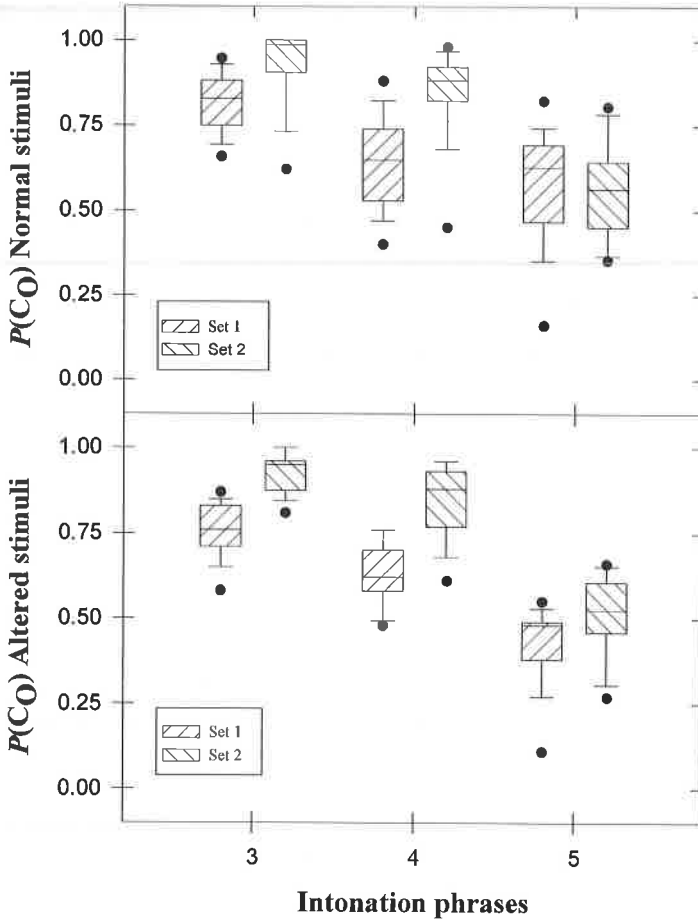 P(CO) Normal stimuli
1.00
0.75
0.50
0.25
0.00
Set 1
Set 2
P(CO) Altered stimuli
1.00
0.75
0.50
0.25
0.00
Set 1
Set 2
3 4 5
Intonation phrases